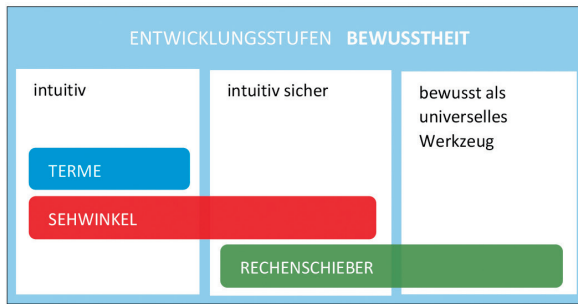 ENTWICKLUNGSSTUFEN BEWUSSTHEIT
intuitiv
intuitiv sicher
bewusst als
universelles
Werkzeug
TERME
SEHWINKEL
RECHENSCHIEBER